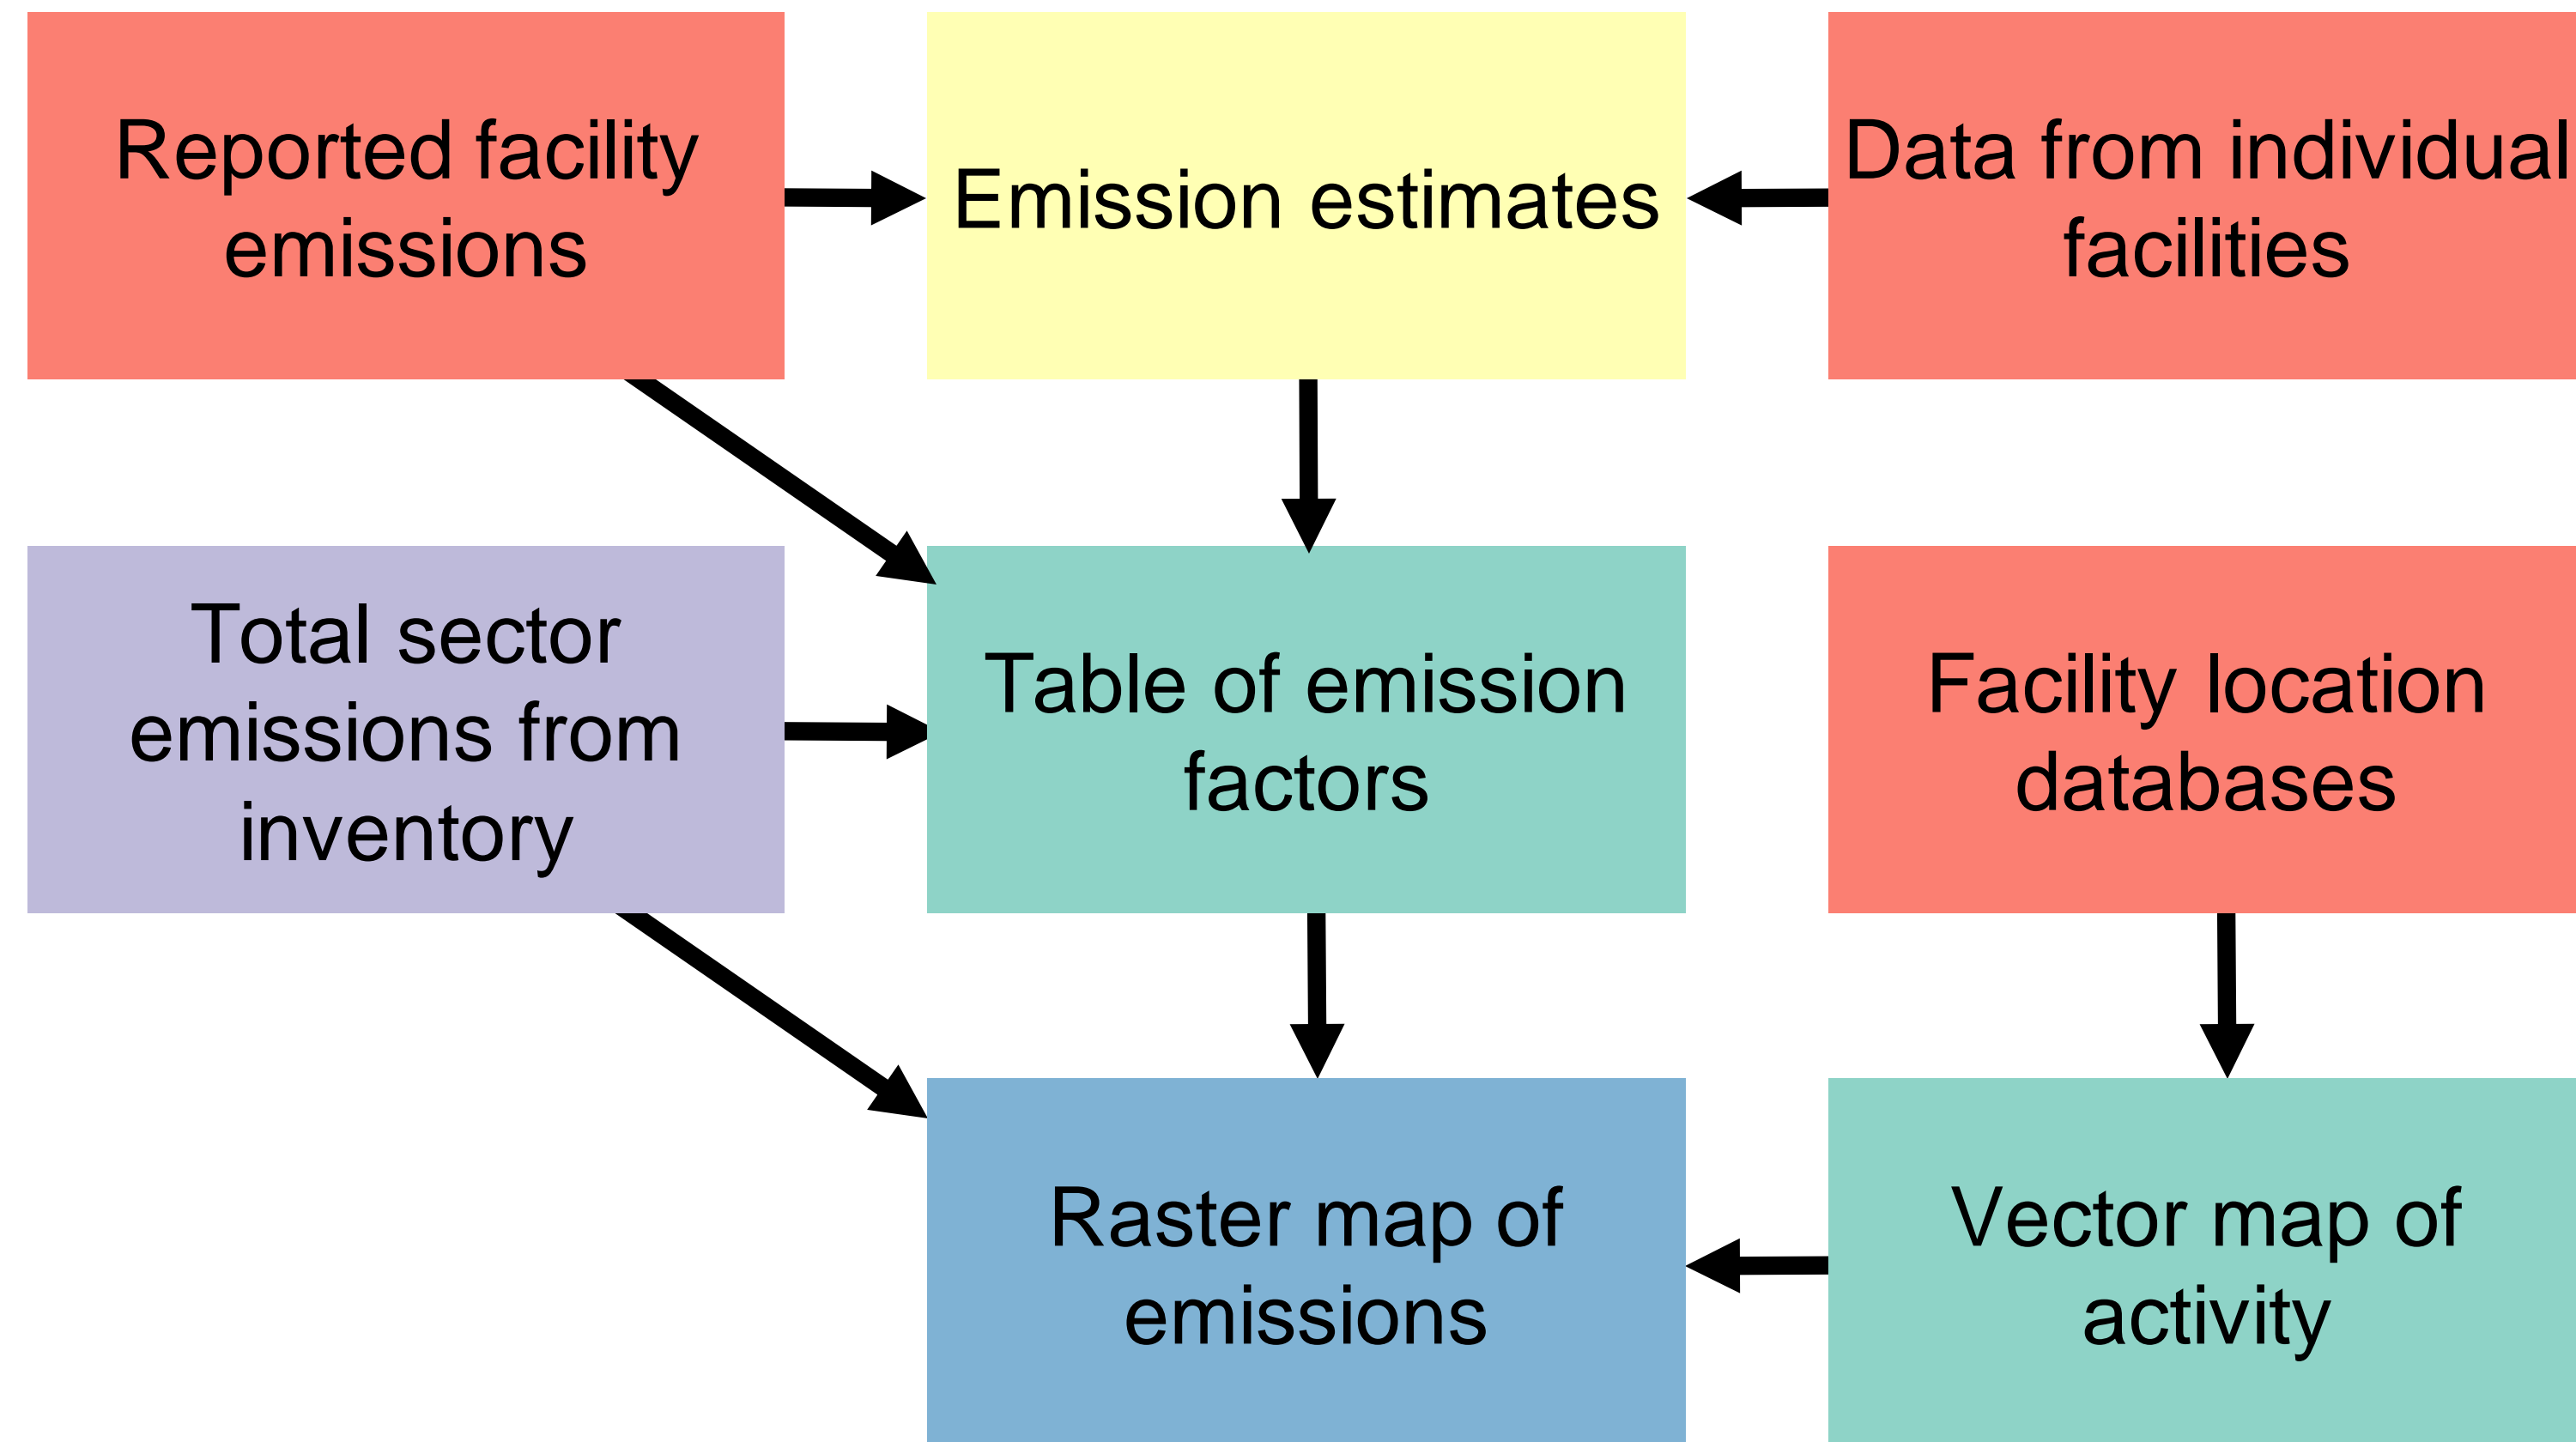 Reported facility
emissions
Emission estimates
Data from individual
facilities
Total sector
emissions from
inventory
Table of emission
factors
Facility location
databases
Raster map of
emissions
Vector map of
activity